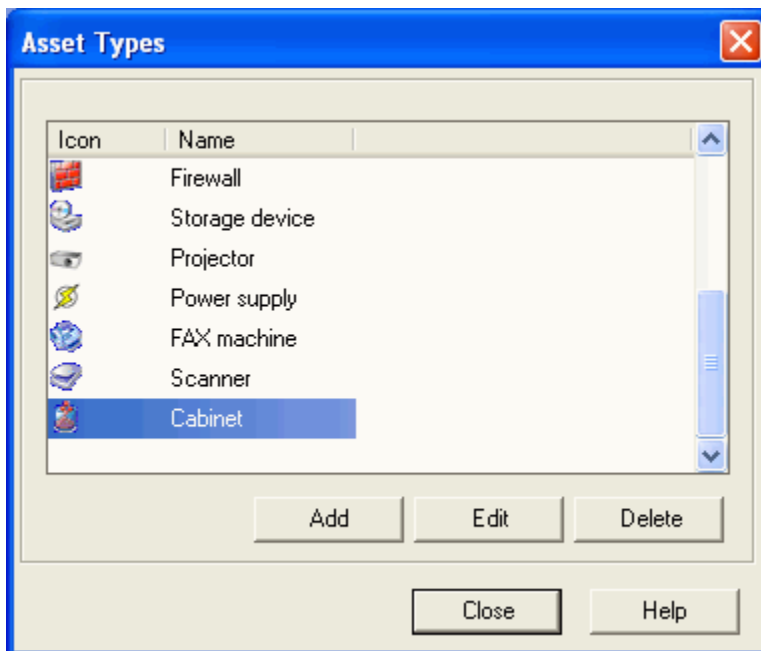 Asset Types
Icon Name
Firewall
Storage device
Projector
Power supply
FAX machine
Scanner
Cabinet
Add Edit Delete
Close Help